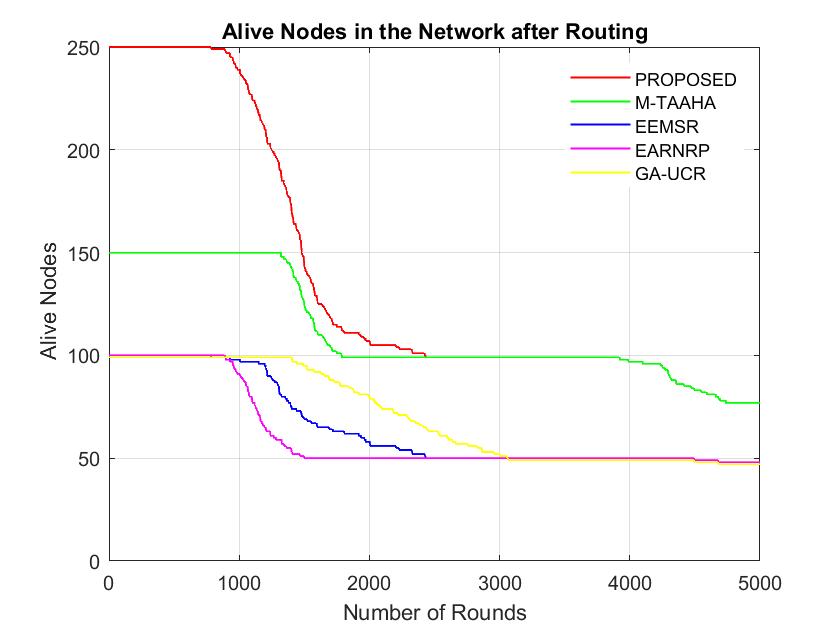 Alive Nodes in the Network after Routing
250
200
150
100
50
0
Alive Nodes
PROPOSED
M-TAAHA
EEMSR
EARNRP
GA-UCR
0 1000 2000 3000 4000 5000
Number of Rounds